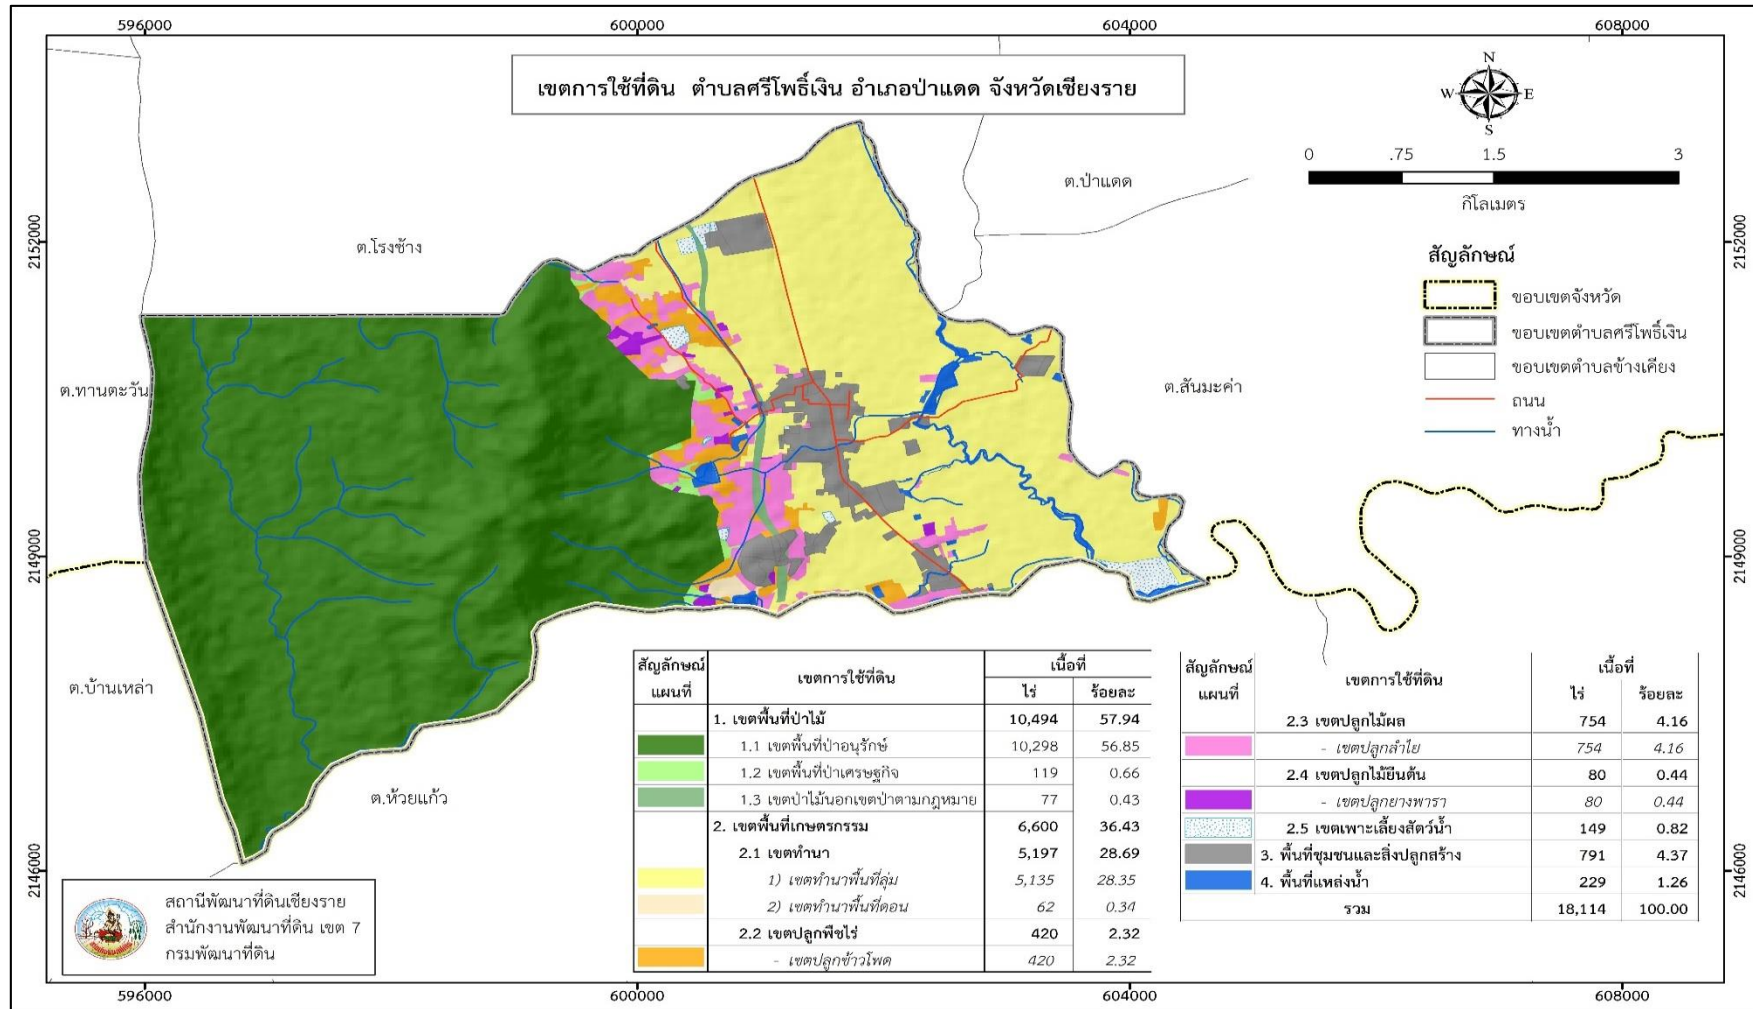 596000 600000 604000 608000
เขตการใช้ที่ดิน ตำบลศรีโพธิ์เงิน อำเภอป่าแดด จังหวัดเชียงราย
N
W E
S
0 .75 1.5 3
กิโลเมตร
ต.ป่าแดด
ต.โรงช้าง
2152000
2152000
สัญลักษณ์
ขอบเขตจังหวัด
ขอบเขตตำบลศรีโพธิ์เงิน
ขอบเขตตำบลข้างเคียง
ถนน
ทางน้ำ
ต.ทานตะวัน
ต.สันมะค่า
2149000
2149000
ต.บ้านเหล่า
ต.ห้วยแก้ว
สัญลักษณ์ เขตการใช้ที่ดิน เนื้อที่
แผนที่ ไร่ ร้อยละ
1. เขตพื้นที่ป่าไม้ 10,494 57.94
1.1 เขตพื้นที่ป่าอนุรักษ์ 10,298 56.85
1.2 เขตพื้นที่ป่าเศรษฐกิจ 119 0.66
1.3 เขตป่าไม้นอกเขตป่าตามกฎหมาย 77 0.43
2. เขตพื้นที่เกษตรกรรม 6,600 36.43
2.1 เขตทำนา 5,197 28.69
1) เขตทำนาพื้นที่ลุ่ม 5,135 28.35
2) เขตทำนาพื้นที่ดอน 62 0.34
2.2 เขตปลูกพืชไร่ 420 2.32
- เขตปลูกข้าวโพด 420 2.32
สัญลักษณ์ เขตการใช้ที่ดิน เนื้อที่
แผนที่ ไร่ ร้อยละ
2.3 เขตปลูกไม้ผล 754 4.16
- เขตปลูกลำไย 754 4.16
2.4 เขตปลูกไม้ยืนต้น 80 0.44
- เขตปลูกยางพารา 80 0.44
2.5 เขตเพาะเลี้ยงสัตว์น้ำ 149 0.82
3. พื้นที่ชุมชนและสิ่งปลูกสร้าง 791 4.37
4. พื้นที่แหล่งน้ำ 229 1.26
รวม 18,114 100.00
2146000
2146000
สถานีพัฒนาที่ดินเชียงราย
สำนักงานพัฒนาที่ดิน เขต 7
กรมพัฒนาที่ดิน
596000 600000 604000 608000